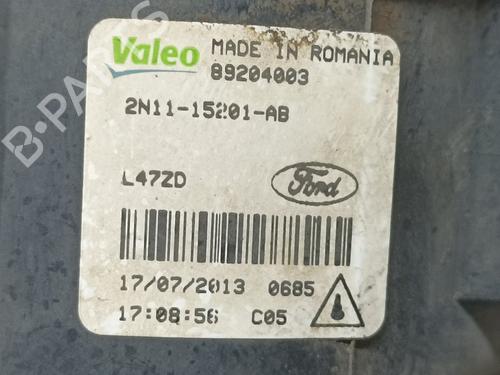 Valeo MADE IN ROMANIA
89204003
2N11-15201-AB
L47ZD
Ford
17/07/2013 0685
17:08:56 C05
B-PARTS